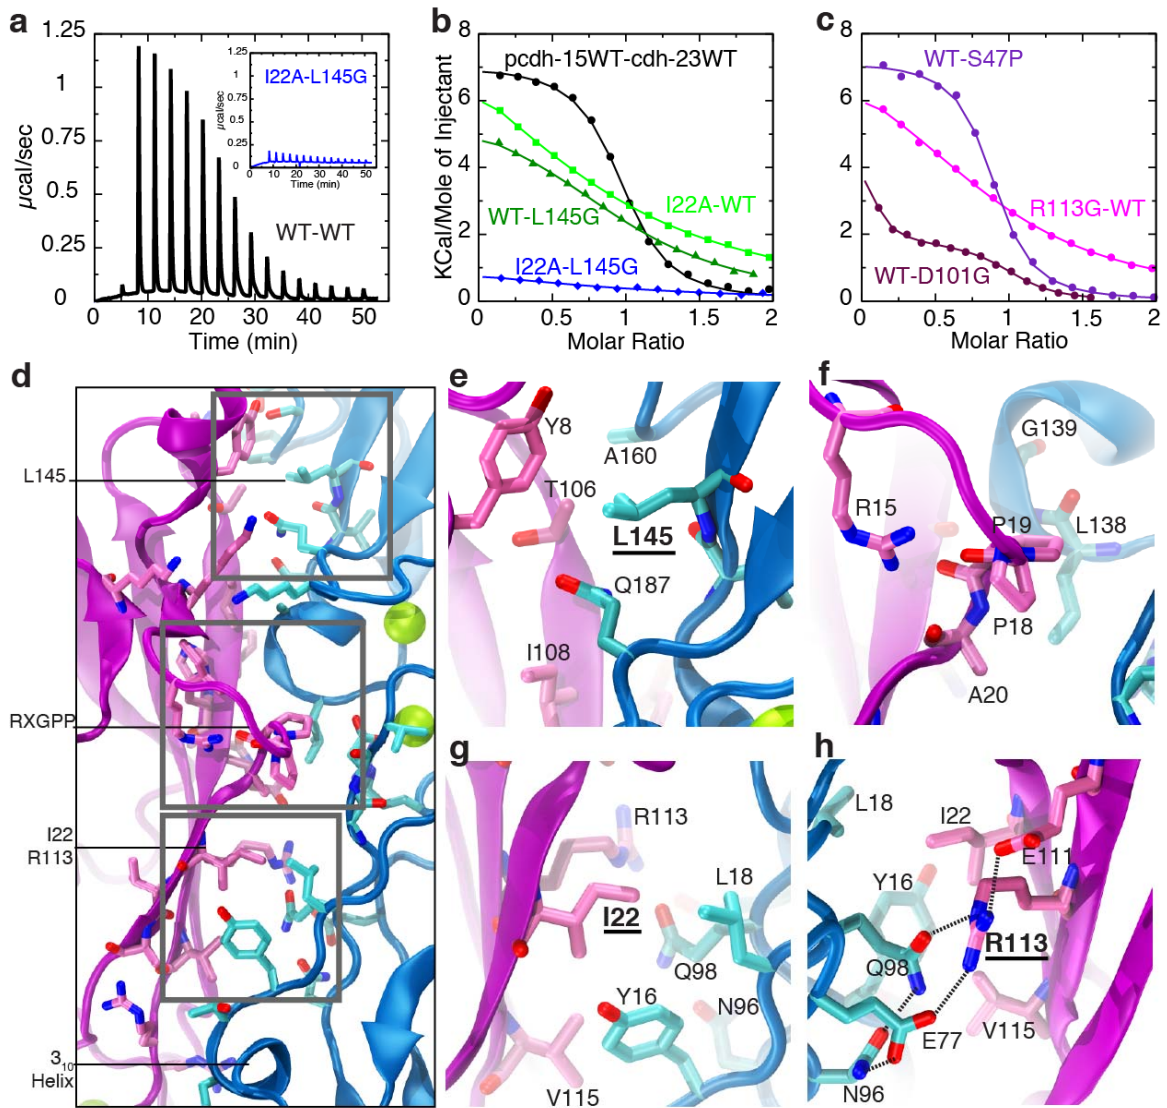 a
1.25
1
0.75
0.5
0.25
0
µcal/sec
0
10
20
30
40
50
Time (min)
WT-WT
1.25
1
0.75
0.5
0.25
0
µcal/sec
I22A-L145G
0
10
20
30
40
50
Time (min)
b
8
6
4
2
0
KCal/Mole of Injectant
pcdh-15WT-cdh-23WT
I22A-WT
WT-L145G
I22A-L145G
0
0.5
1
1.5
2
Molar Ratio
c
8
6
4
2
0
WT-S47P
R113G-WT
WT-D101G
0
0.5
1
1.5
2
Molar Ratio
d
L145
RXGPP
I22
R113
3₁₀
Helix
e
Y8
A160
T106
L145
Q187
I108
f
G139
R15
P19
L138
P18
A20
g
R113
L18
I22
Q98
Y16
N96
V115
h
L18
I22
E111
Y16
R113
Q98
V115
E77
N96